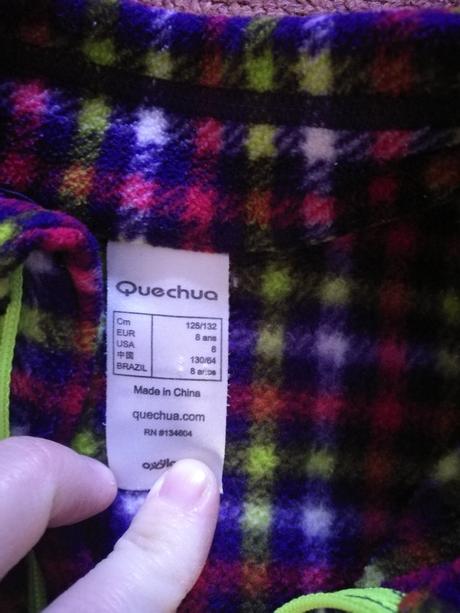 Quechua
Cm 125/132
EUR 8 ans
USA 8
中国 130/64
BRAZIL 8 anos
Made in China
quechua.com
RN #134604